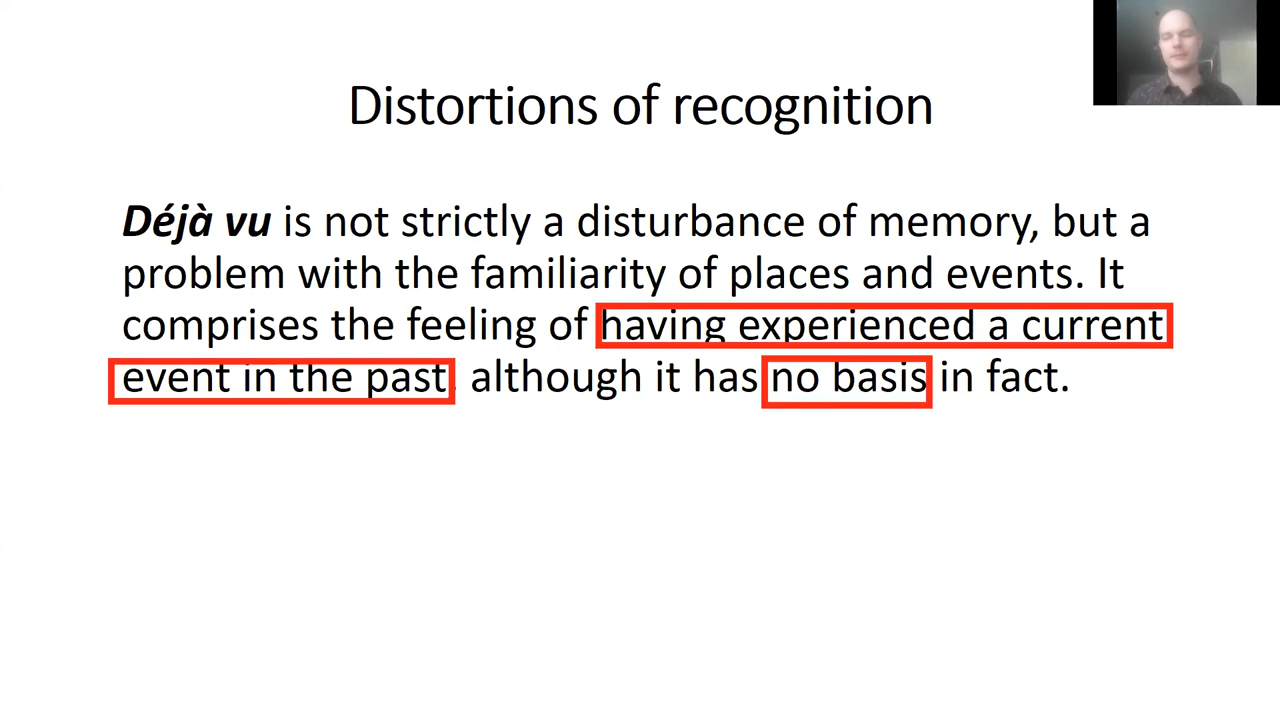 Distortions of recognition
Déjà vu is not strictly a disturbance of memory, but a
problem with the familiarity of places and events. It
comprises the feeling of having experienced a current
event in the past, although it has no basis in fact.